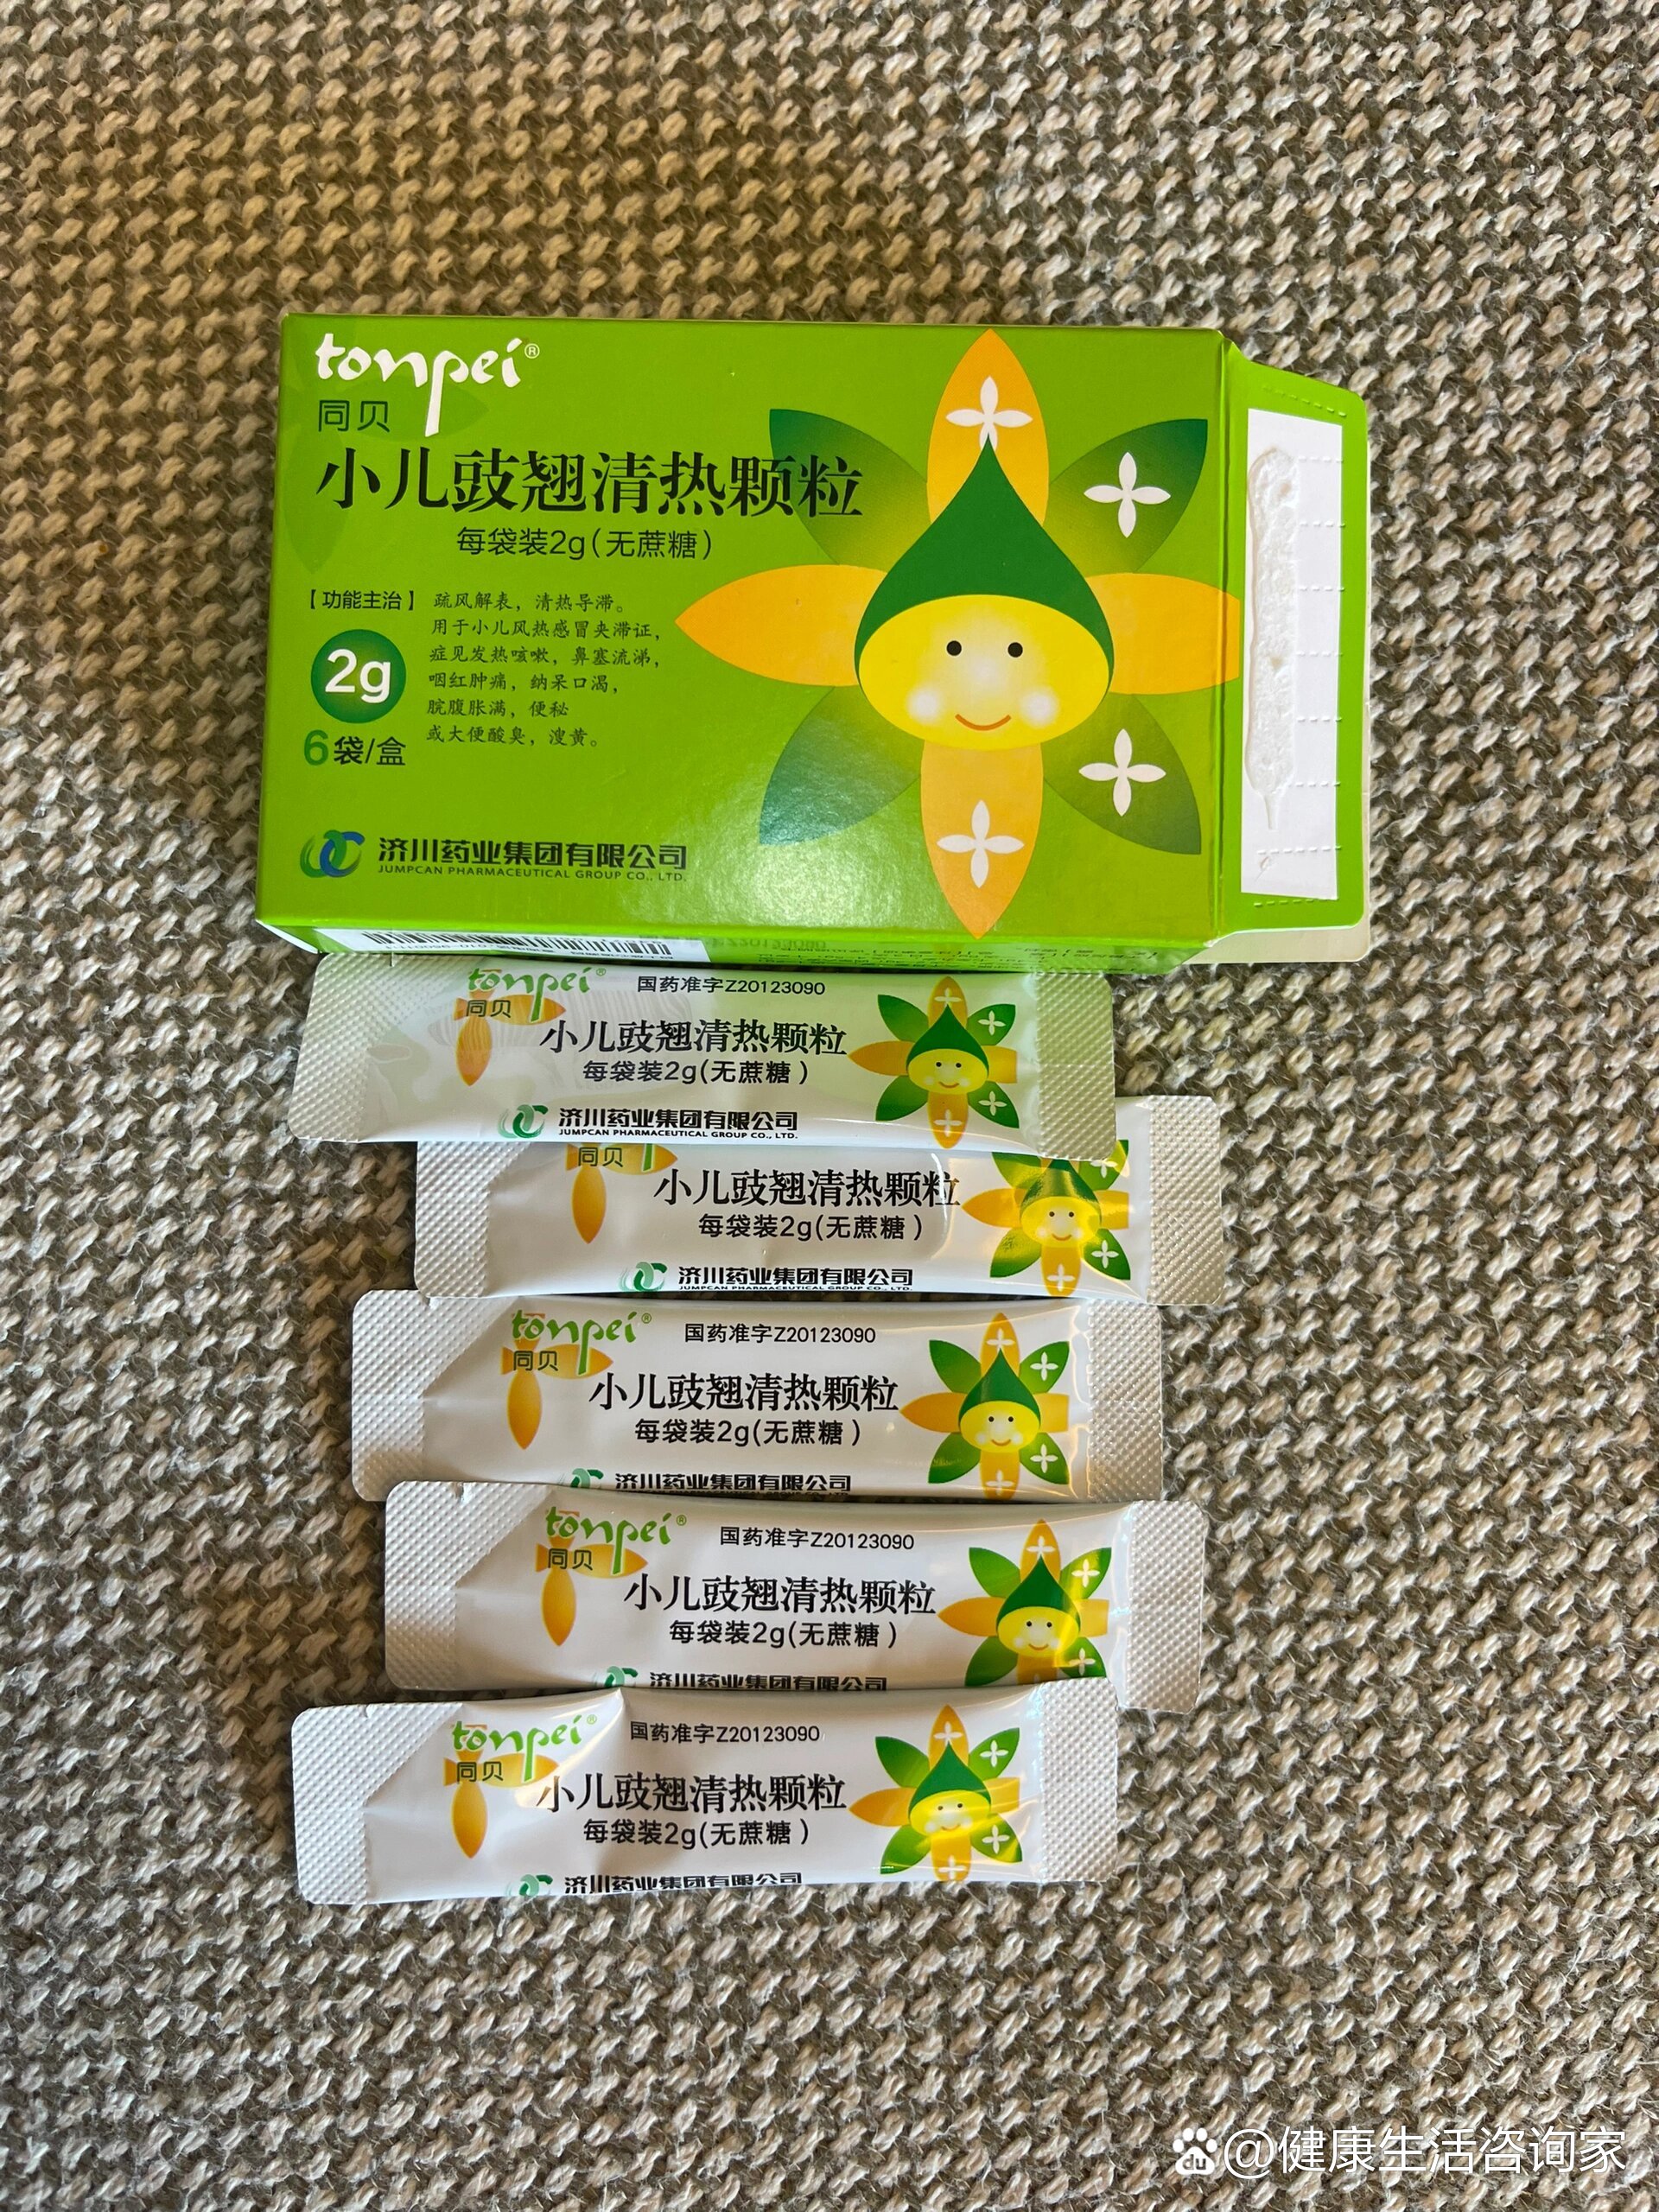 tonpei®
同贝
小儿豉翘清热颗粒
每袋装2g(无蔗糖)
【功能主治】疏风解表，清热导滞。
用于小儿风热感冒夹滞证，
症见发热咳嗽，鼻塞流涕，
咽红肿痛，纳呆口渴，
脘腹胀满，便秘
或大便酸臭，溲黄。
2g
6袋/盒
济川药业集团有限公司
JUMPCAN PHARMACEUTICAL GROUP CO., LTD.
tonpei®
国药准字Z20123090
同贝
小儿豉翘清热颗粒
每袋装2g(无蔗糖)
济川药业集团有限公司
JUMPCAN PHARMACEUTICAL GROUP CO., LTD.
同贝
小儿豉翘清热颗粒
每袋装2g(无蔗糖)
济川药业集团有限公司
JUMPCAN PHARMACEUTICAL GROUP CO., LTD.
tonpei®
国药准字Z20123090
同贝
小儿豉翘清热颗粒
每袋装2g(无蔗糖)
济川药业集团有限公司
tonpei®
国药准字Z20123090
同贝
小儿豉翘清热颗粒
每袋装2g(无蔗糖)
济川药业集团有限公司
tonpei®
国药准字Z20123090
同贝
小儿豉翘清热颗粒
每袋装2g(无蔗糖)
济川药业集团有限公司
du @健康生活咨询家